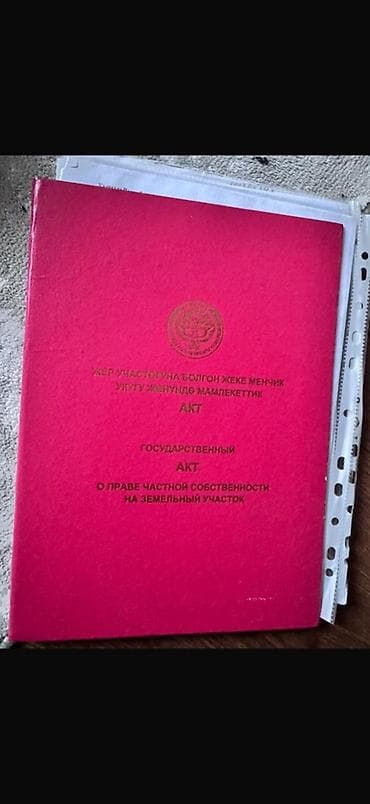 ЖЕР УЧАСТОГУНА БОЛГОН ЖЕКЕ МЕНЧИК
УКУГУ ЖӨНҮНДӨ МАМЛЕКЕТТИК
АКТ
ГОСУДАРСТВЕННЫЙ
АКТ
О ПРАВЕ ЧАСТНОЙ СОБСТВЕННОСТИ
НА ЗЕМЕЛЬНЫЙ УЧАСТОК